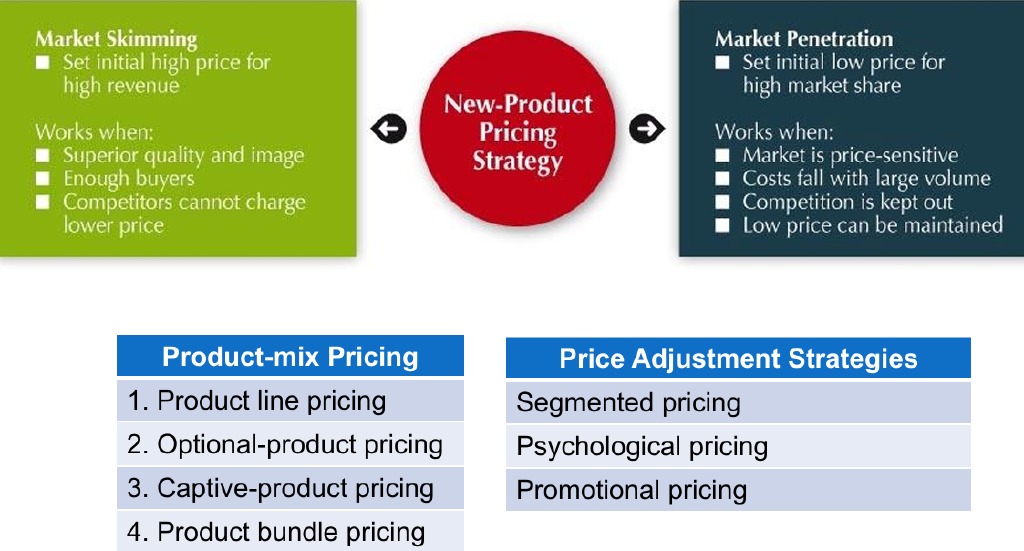 Market Skimming
■ Set initial high price for
high revenue
Works when:
■ Superior quality and image
■ Enough buyers
■ Competitors cannot charge
lower price
New-Product
Pricing
Strategy
Market Penetration
■ Set initial low price for
high market share
Works when:
■ Market is price-sensitive
■ Costs fall with large volume
■ Competition is kept out
■ Low price can be maintained
Product-mix Pricing
1. Product line pricing
2. Optional-product pricing
3. Captive-product pricing
4. Product bundle pricing
Price Adjustment Strategies
Segmented pricing
Psychological pricing
Promotional pricing